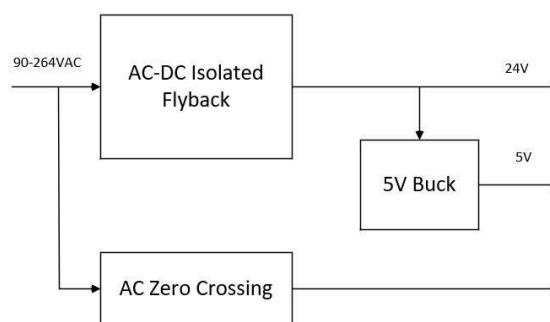 90-264VAC
AC-DC Isolated
Flyback
24V
5V
5V Buck
AC Zero Crossing